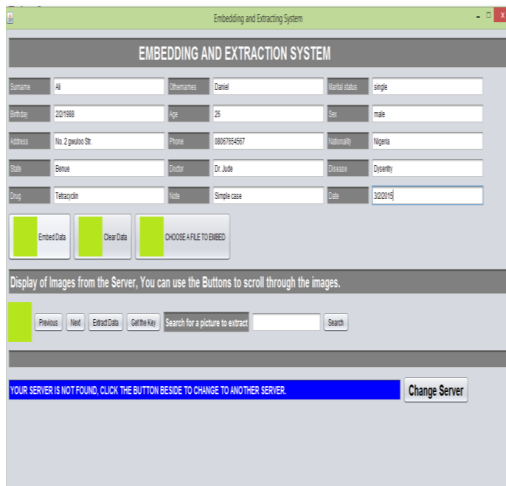 Embedding and Extracting System
EMBEDDING AND EXTRACTION SYSTEM
Surname Ali Othernames Daniel Marital status single
Birthday 2/2/1988 Age 26 Sex male
Address No. 2 gwuloo Str. Phone 08067654567 Nationality Nigeria
State Benue Doctor Dr. Jude Disease Dysentry
Drug Tetracyclin Note Simple case Date 3/2/2015
Embed Data Clear Data CHOOSE A FILE TO EMBED
Display of Images from the Server, You can use the Buttons to scroll through the images.
Previous Next Extract Data Get the Key Search for a picture to extract Search
YOUR SERVER IS NOT FOUND, CLICK THE BUTTON BESIDE TO CHANGE TO ANOTHER SERVER. Change Server